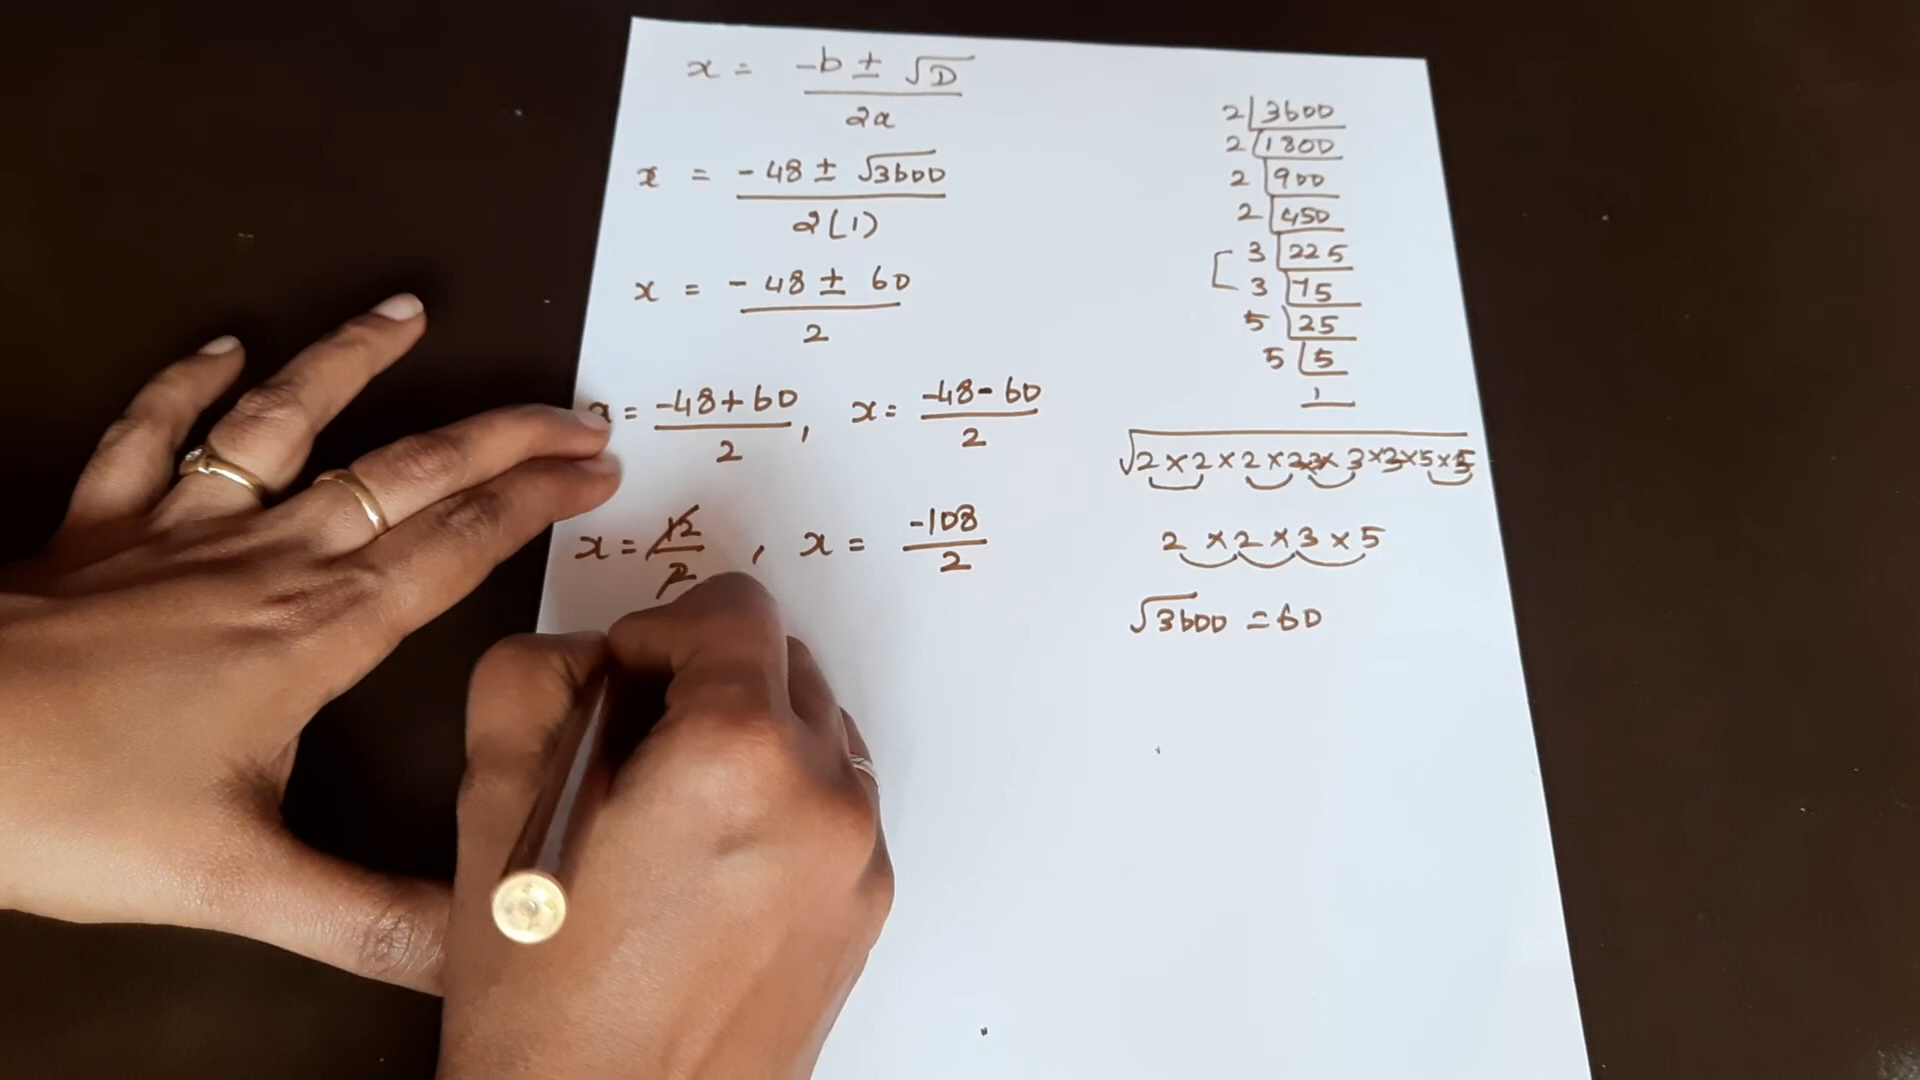 x = -b ± √D
2a
x = -48 ± √3600
2(1)
x = -48 ± 60
2
x = -48+60 , x = -48-60
2 2
x = 12 , x = -108
2 2
2 3600
2 1800
2 900
2 450
3 225
3 75
5 25
5 5
1
√2×2×2×2×3×3×5×5
2×2×3×5
√3600 = 60